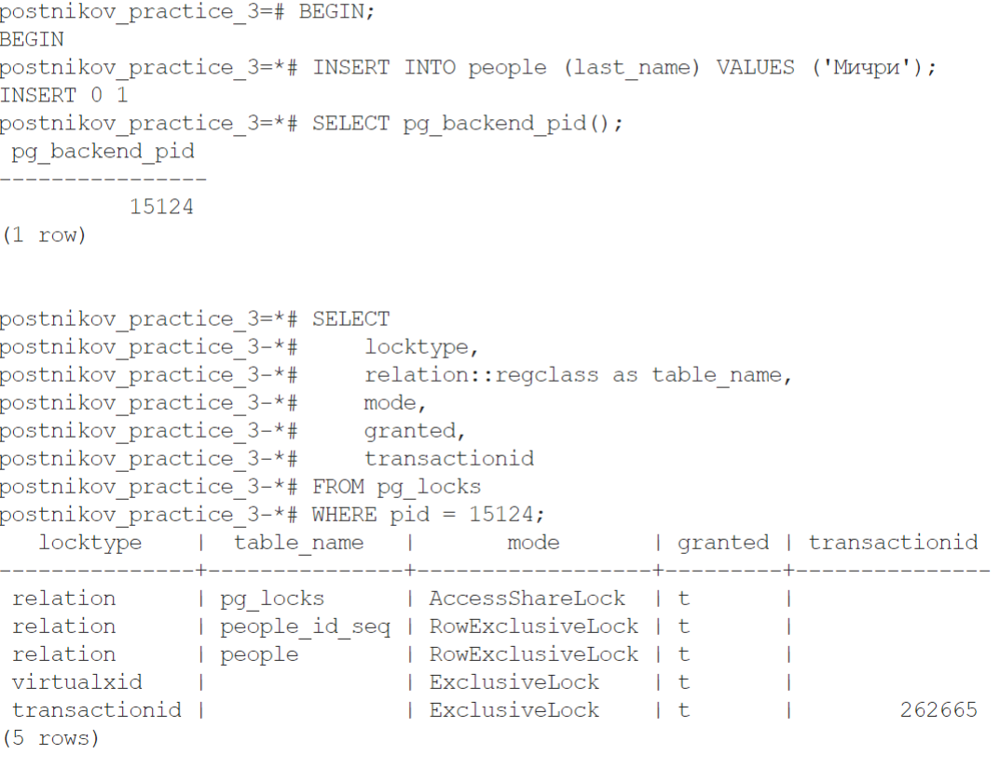 postnikov_practice_3=# BEGIN;
BEGIN
postnikov_practice_3=*# INSERT INTO people (last_name) VALUES ('Мичри');
INSERT 0 1
postnikov_practice_3=*# SELECT pg_backend_pid();
 pg_backend_pid
----------------
          15124
(1 row)
postnikov_practice_3=*# SELECT
postnikov_practice_3-*#     locktype,
postnikov_practice_3-*#     relation::regclass as table_name,
postnikov_practice_3-*#     mode,
postnikov_practice_3-*#     granted,
postnikov_practice_3-*#     transactionid
postnikov_practice_3-*# FROM pg_locks
postnikov_practice_3-*# WHERE pid = 15124;
   locktype    |  table_name   |       mode       | granted | transactionid
---------------+---------------+------------------+---------+---------------
 relation      | pg_locks      | AccessShareLock  | t       |
 relation      | people_id_seq | RowExclusiveLock | t       |
 relation      | people        | RowExclusiveLock | t       |
 virtualxid    |               | ExclusiveLock    | t       |
 transactionid |               | ExclusiveLock    | t       |        262665
(5 rows)